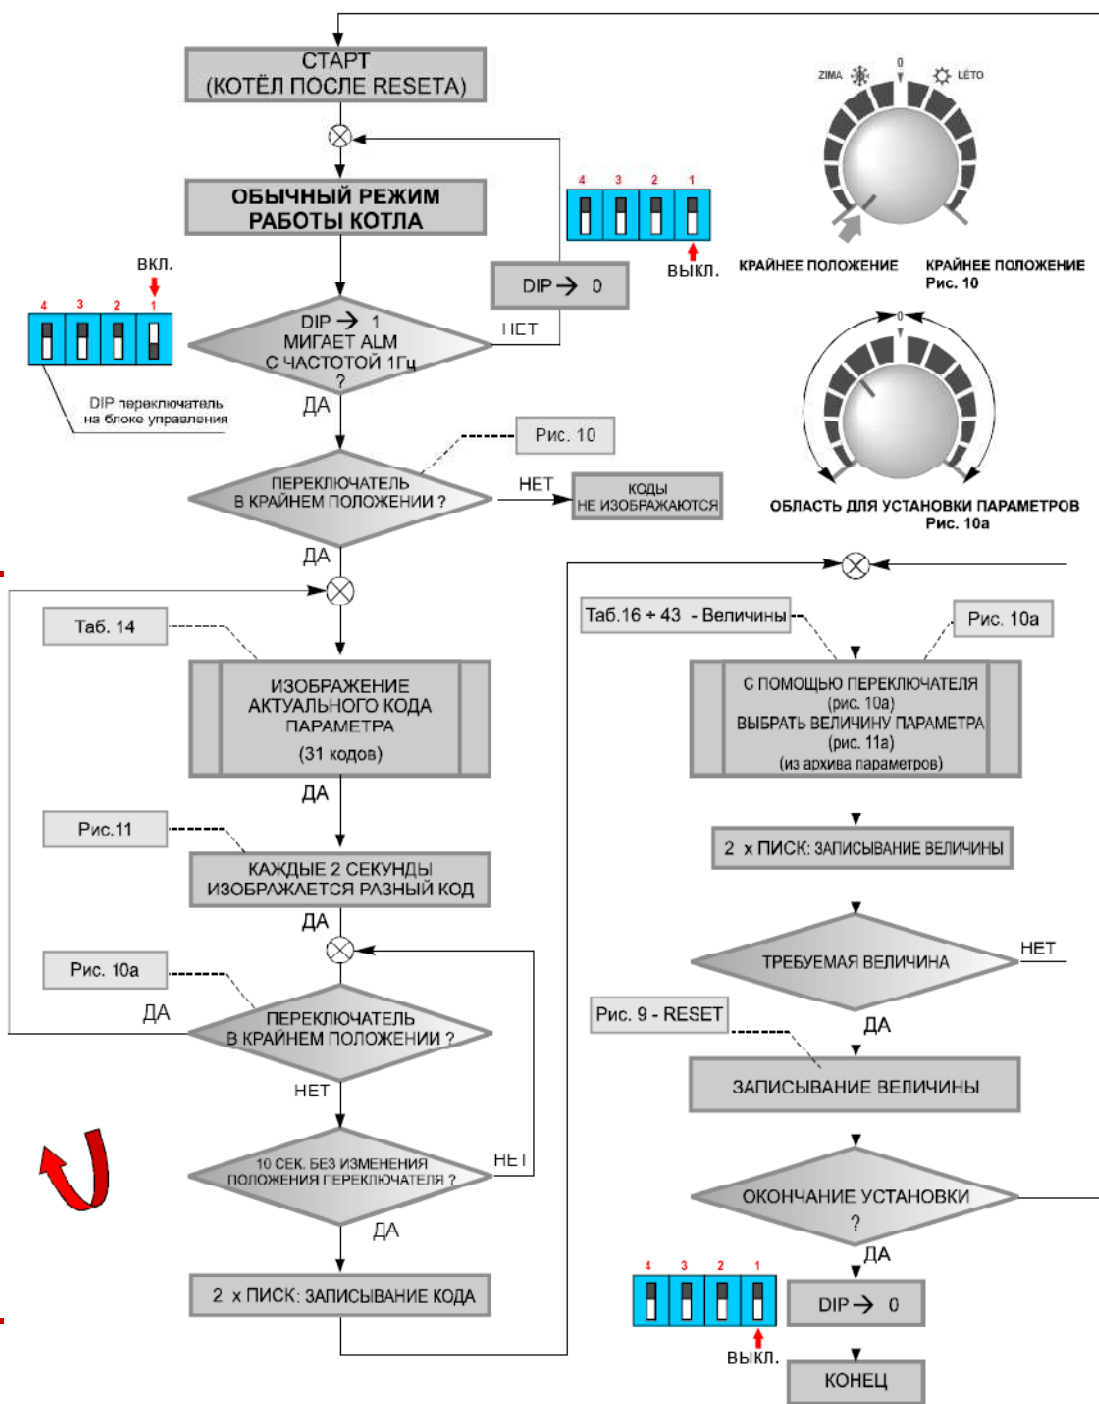 СТАРТ
(КОТЁЛ ПОСЛЕ RESETA)
ОБЫЧНЫЙ РЕЖИМ
РАБОТЫ КОТЛА
4 3 2 1
ВЫКЛ.
DIP → 0
ВКЛ.
4 3 2 1
DIP переключатель
на блоке управления
DIP → 1
МИГАЕТ ALM
С ЧАСТОТОЙ 1Гц
?
НЕТ
ДА
Рис. 10
ПЕРЕКЛЮЧАТЕЛЬ
В КРАЙНЕМ ПОЛОЖЕНИИ ?
НЕТ
КОДЫ
НЕ ИЗОБРАЖАЮТСЯ
ДА
Таб. 14
ИЗОБРАЖЕНИЕ
АКТУАЛЬНОГО КОДА
ПАРАМЕТРА
(31 кодов)
ДА
Рис.11
КАЖДЫЕ 2 СЕКУНДЫ
ИЗОБРАЖАЕТСЯ РАЗНЫЙ КОД
ДА
Рис. 10а
ДА
ПЕРЕКЛЮЧАТЕЛЬ
В КРАЙНЕМ ПОЛОЖЕНИИ ?
НЕТ
10 СЕК. БЕЗ ИЗМЕНЕНИЯ
ПОЛОЖЕНИЯ ПЕРЕКЛЮЧАТЕЛЯ ?
НЕТ
ДА
2 x ПИСК: ЗАПИСЫВАНИЕ КОДА
0
ZIMA
LÉTO
КРАЙНЕЕ ПОЛОЖЕНИЕ
КРАЙНЕЕ ПОЛОЖЕНИЕ
Рис. 10
0
ОБЛАСТЬ ДЛЯ УСТАНОВКИ ПАРАМЕТРОВ
Рис. 10а
Таб.16 ÷ 43 - Величины
Рис. 10а
С ПОМОЩЬЮ ПЕРЕКЛЮЧАТЕЛЯ
(рис. 10а)
ВЫБРАТЬ ВЕЛИЧИНУ ПАРАМЕТРА
(рис. 11а)
(из архива параметров)
2 x ПИСК: ЗАПИСЫВАНИЕ ВЕЛИЧИНЫ
ТРЕБУЕМАЯ ВЕЛИЧИНА
НЕТ
Рис. 9 - RESET
ДА
ЗАПИСЫВАНИЕ ВЕЛИЧИНЫ
ОКОНЧАНИЕ УСТАНОВКИ
?
ДА
4 3 2 1
ВЫКЛ.
DIP → 0
КОНЕЦ